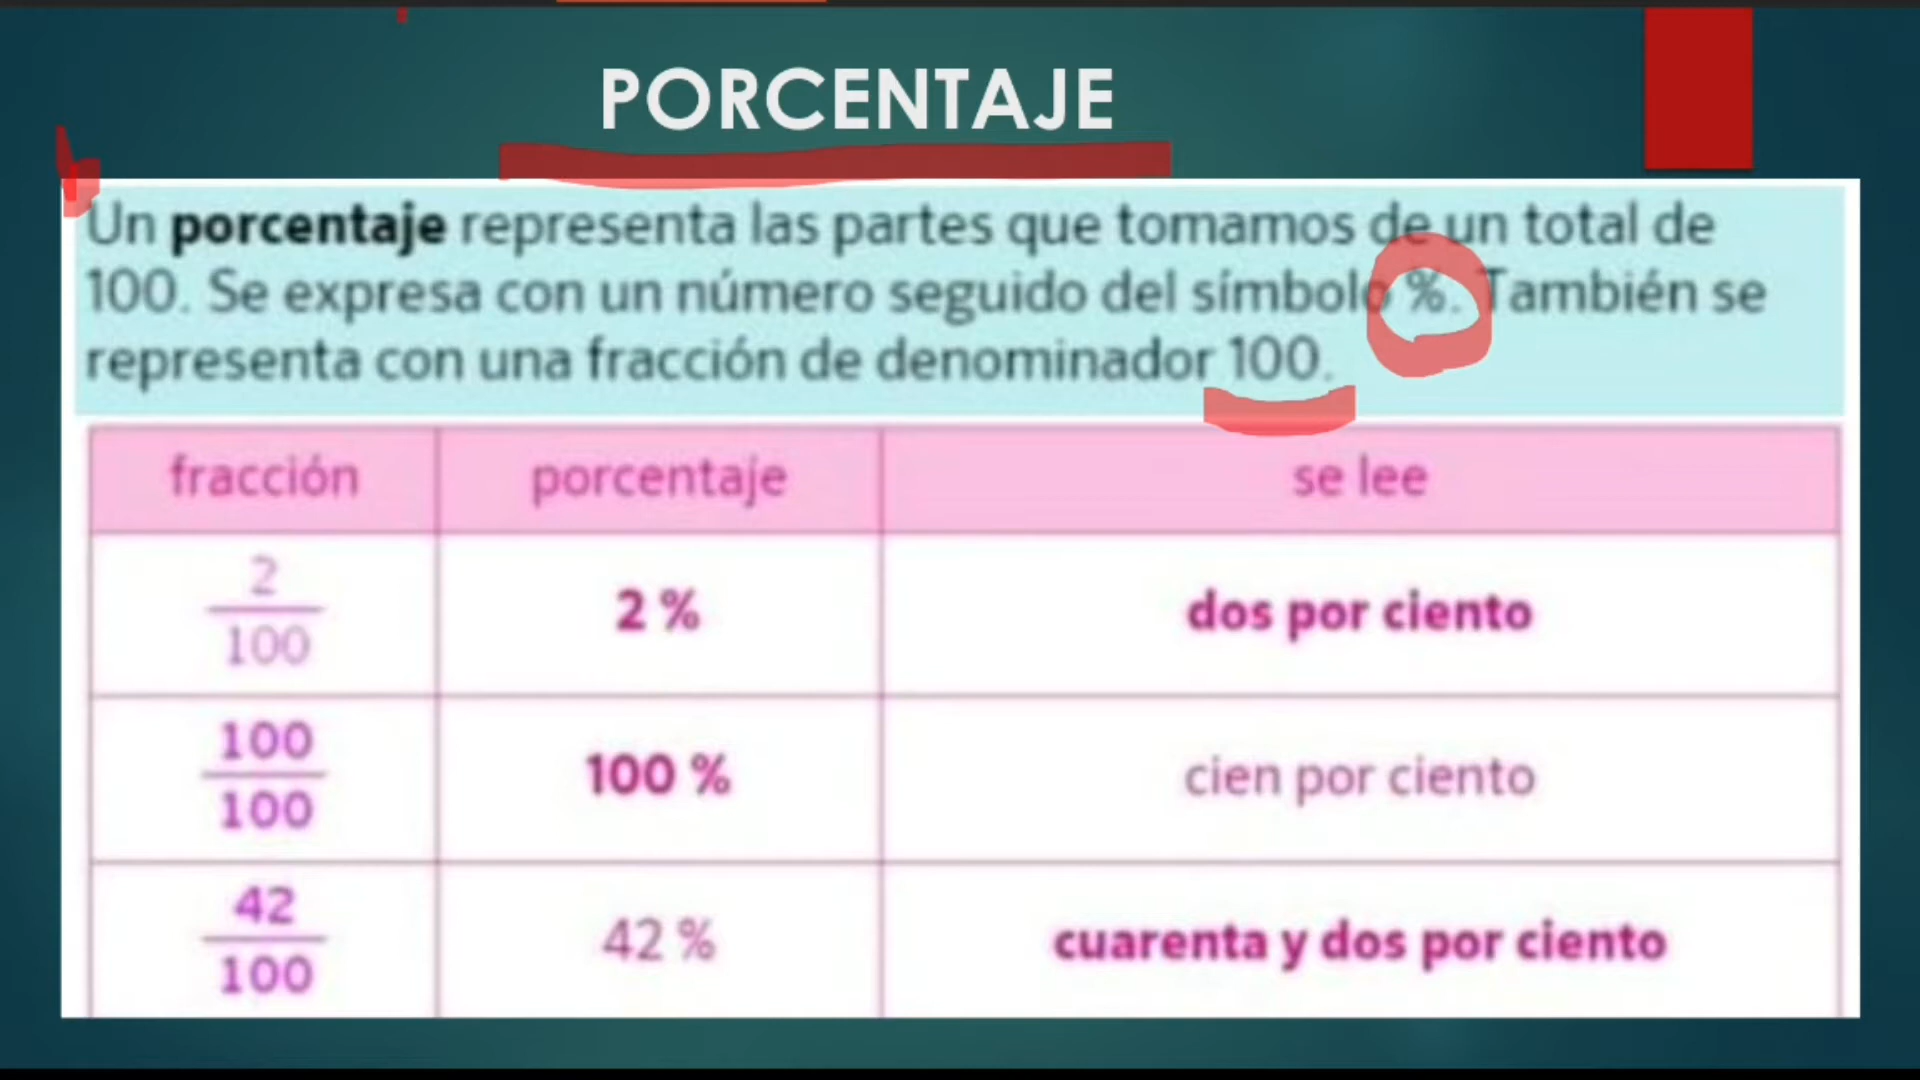 PORCENTAJE
Un porcentaje representa las partes que tomamos de un total de
100. Se expresa con un número seguido del símbolo %. También se
representa con una fracción de denominador 100.
fracción porcentaje se lee
2
100
2 % dos por ciento
100
100
100 % cien por ciento
42
100
42 % cuarenta y dos por ciento